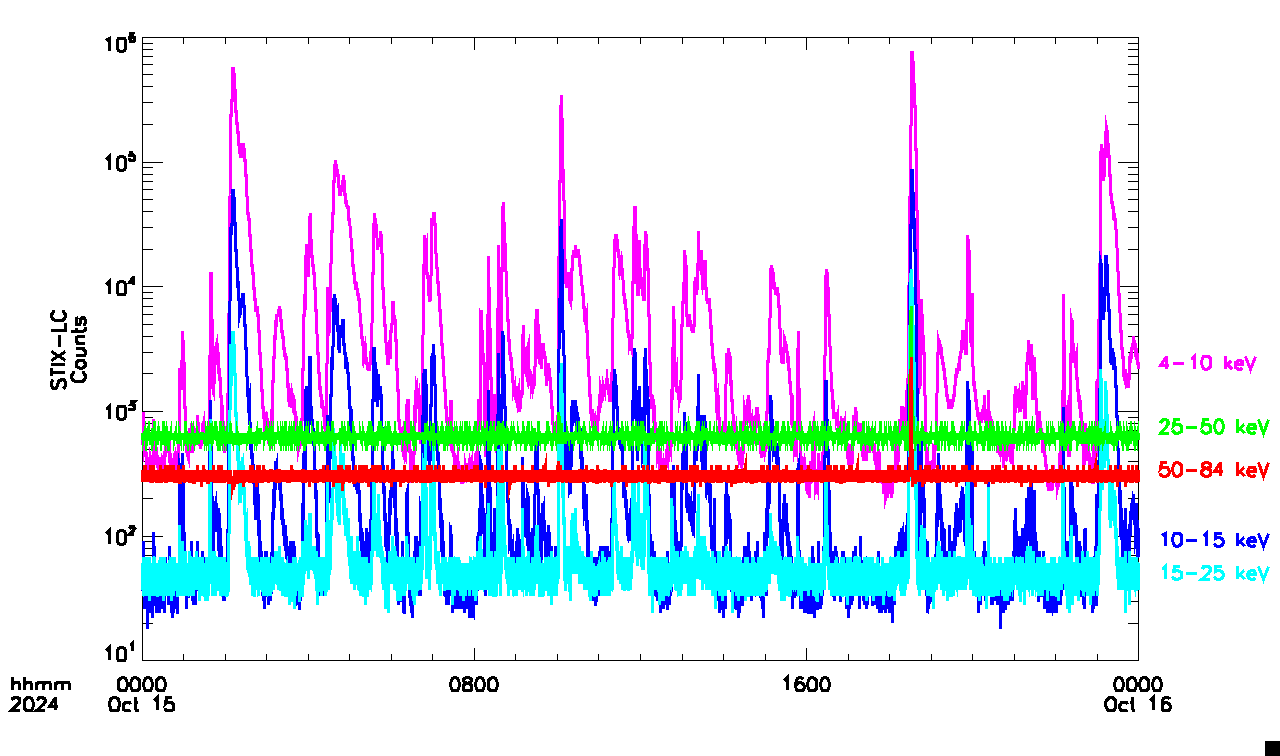 10⁶
10⁵
10⁴
10³
10²
10¹
STIX-LC
Counts
4-10 keV
25-50 keV
50-84 keV
10-15 keV
15-25 keV
hhmm 0000 0800 1600 0000
2024 Oct 15 Oct 16